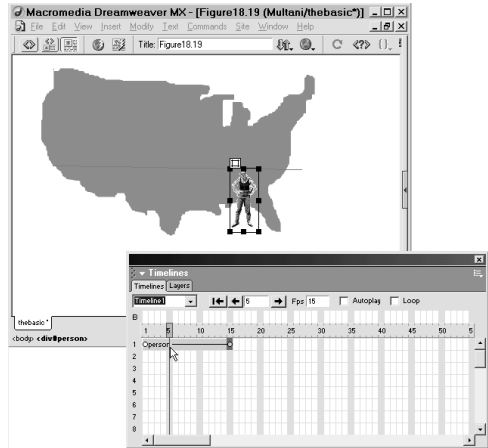 Macromedia Dreamweaver MX - [Figure18.19 (Multani/thebasic*)]
File Edit View Insert Modify Text Commands Site Window Help
Title: Figure18.19
thebasic*
<body> <div#person>
Timelines
Timelines Layers
Timeline1 5 Fps 15 Autoplay Loop
B
1 5 10 15 20 25 30 35 40 45 50 5
1 person
2
3
4
5
6
7
8